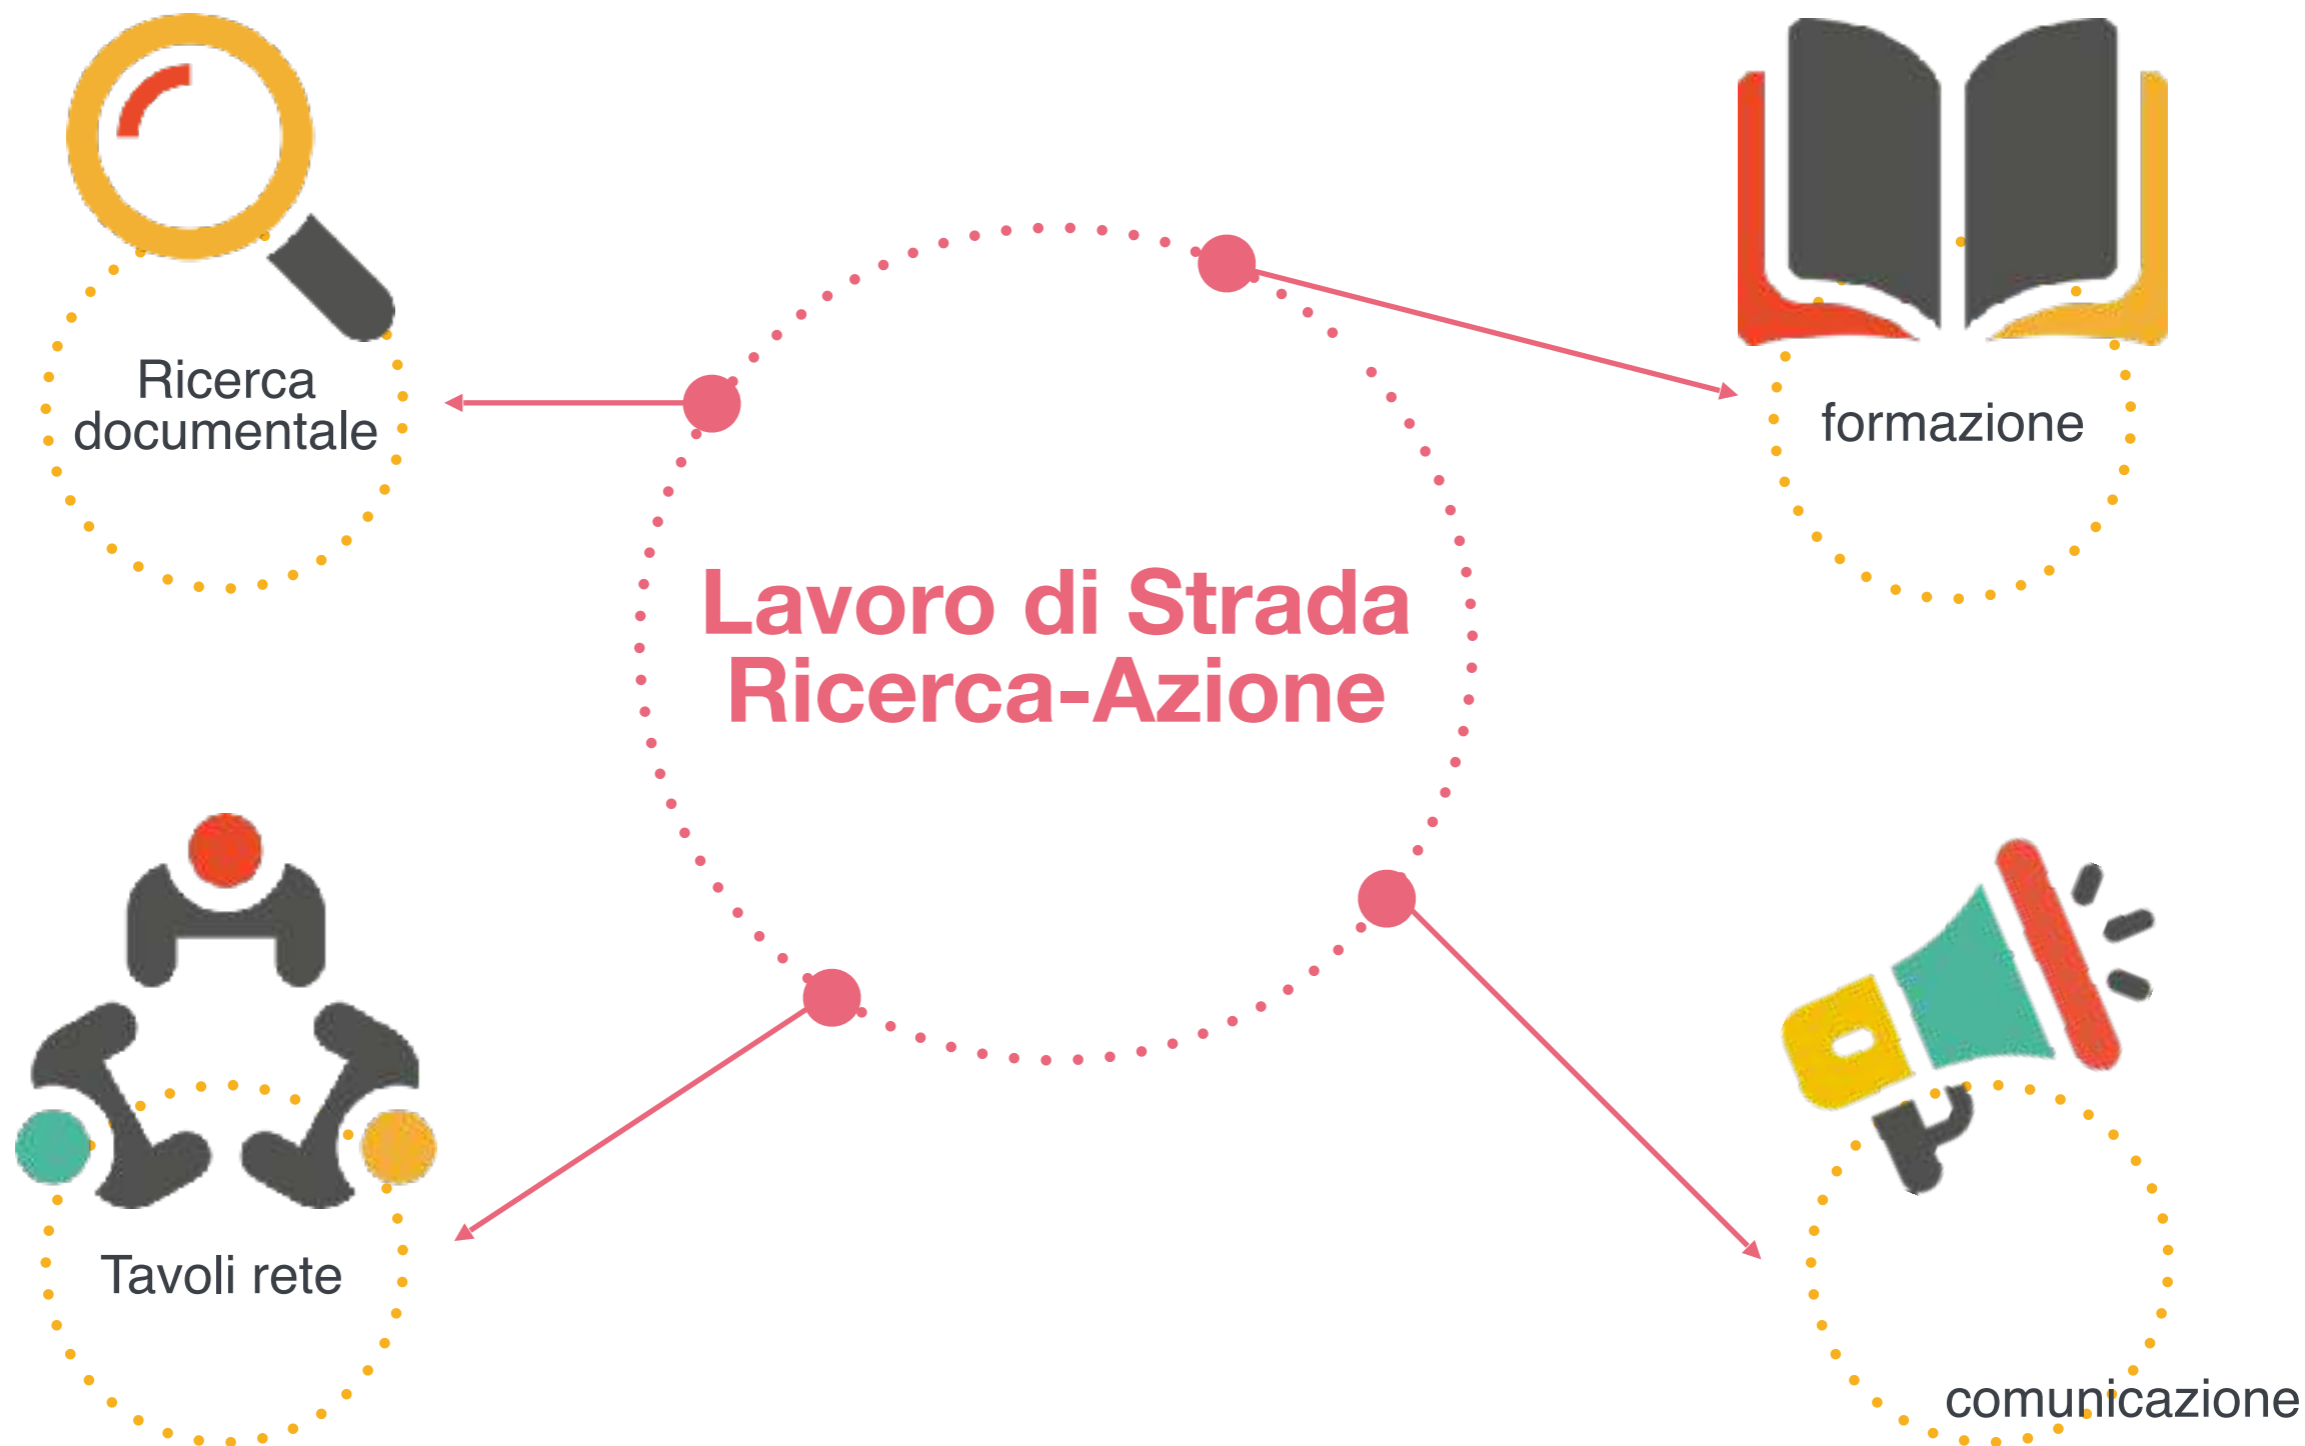 Ricerca
documentale
formazione
Lavoro di Strada
Ricerca-Azione
Tavoli rete
comunicazione